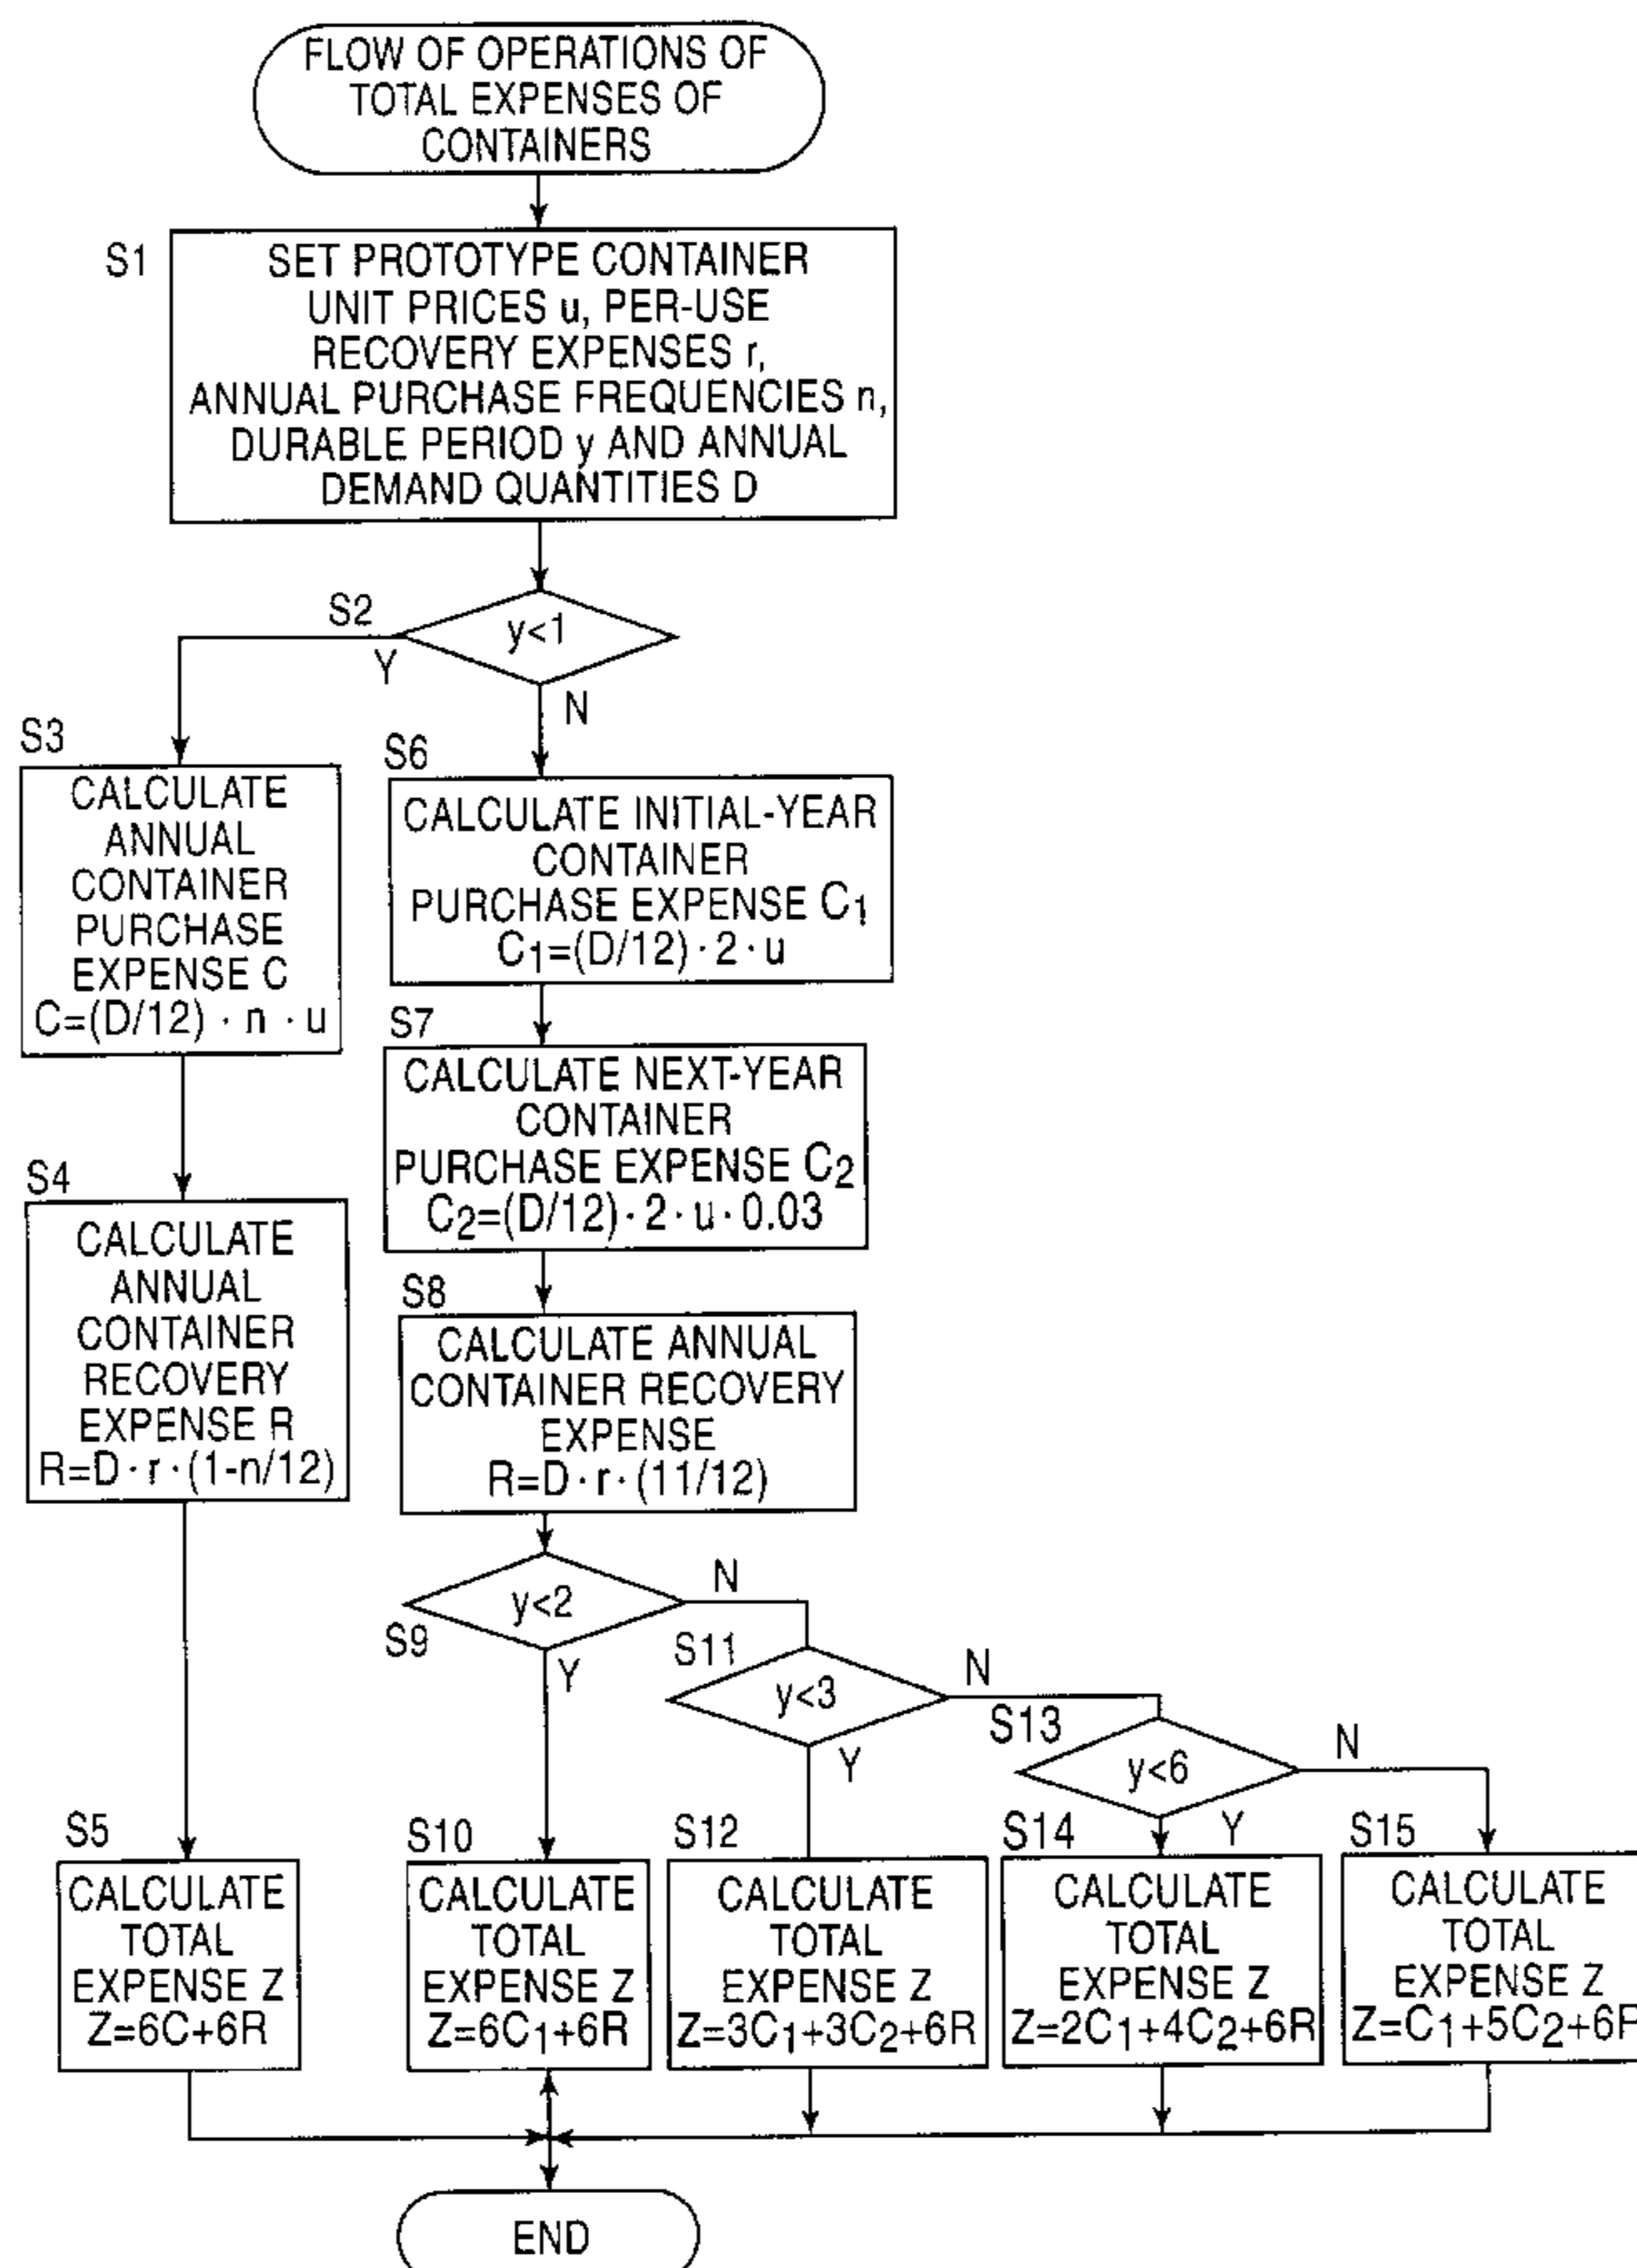 FLOW OF OPERATIONS OF
TOTAL EXPENSES OF
CONTAINERS
S1
SET PROTOTYPE CONTAINER
UNIT PRICES u, PER-USE
RECOVERY EXPENSES r,
ANNUAL PURCHASE FREQUENCIES n,
DURABLE PERIOD y AND ANNUAL
DEMAND QUANTITIES D
S2
y<1
Y
N
S3
CALCULATE
ANNUAL
CONTAINER
PURCHASE
EXPENSE C
C=(D/12)·n·u
S4
CALCULATE
ANNUAL
CONTAINER
RECOVERY
EXPENSE R
R=D·r·(1-n/12)
S5
CALCULATE
TOTAL
EXPENSE Z
Z=6C+6R
S6
CALCULATE INITIAL-YEAR
CONTAINER
PURCHASE EXPENSE C1
C1=(D/12)·2·u
S7
CALCULATE NEXT-YEAR
CONTAINER
PURCHASE EXPENSE C2
C2=(D/12)·2·u·0.03
S8
CALCULATE ANNUAL
CONTAINER RECOVERY
EXPENSE
R=D·r·(11/12)
S9
y<2
N
Y
S10
CALCULATE
TOTAL
EXPENSE Z
Z=6C1+6R
S11
y<3
N
Y
S12
CALCULATE
TOTAL
EXPENSE Z
Z=3C1+3C2+6R
S13
y<6
N
Y
S14
CALCULATE
TOTAL
EXPENSE Z
Z=2C1+4C2+6R
S15
CALCULATE
TOTAL
EXPENSE Z
Z=C1+5C2+6R
END